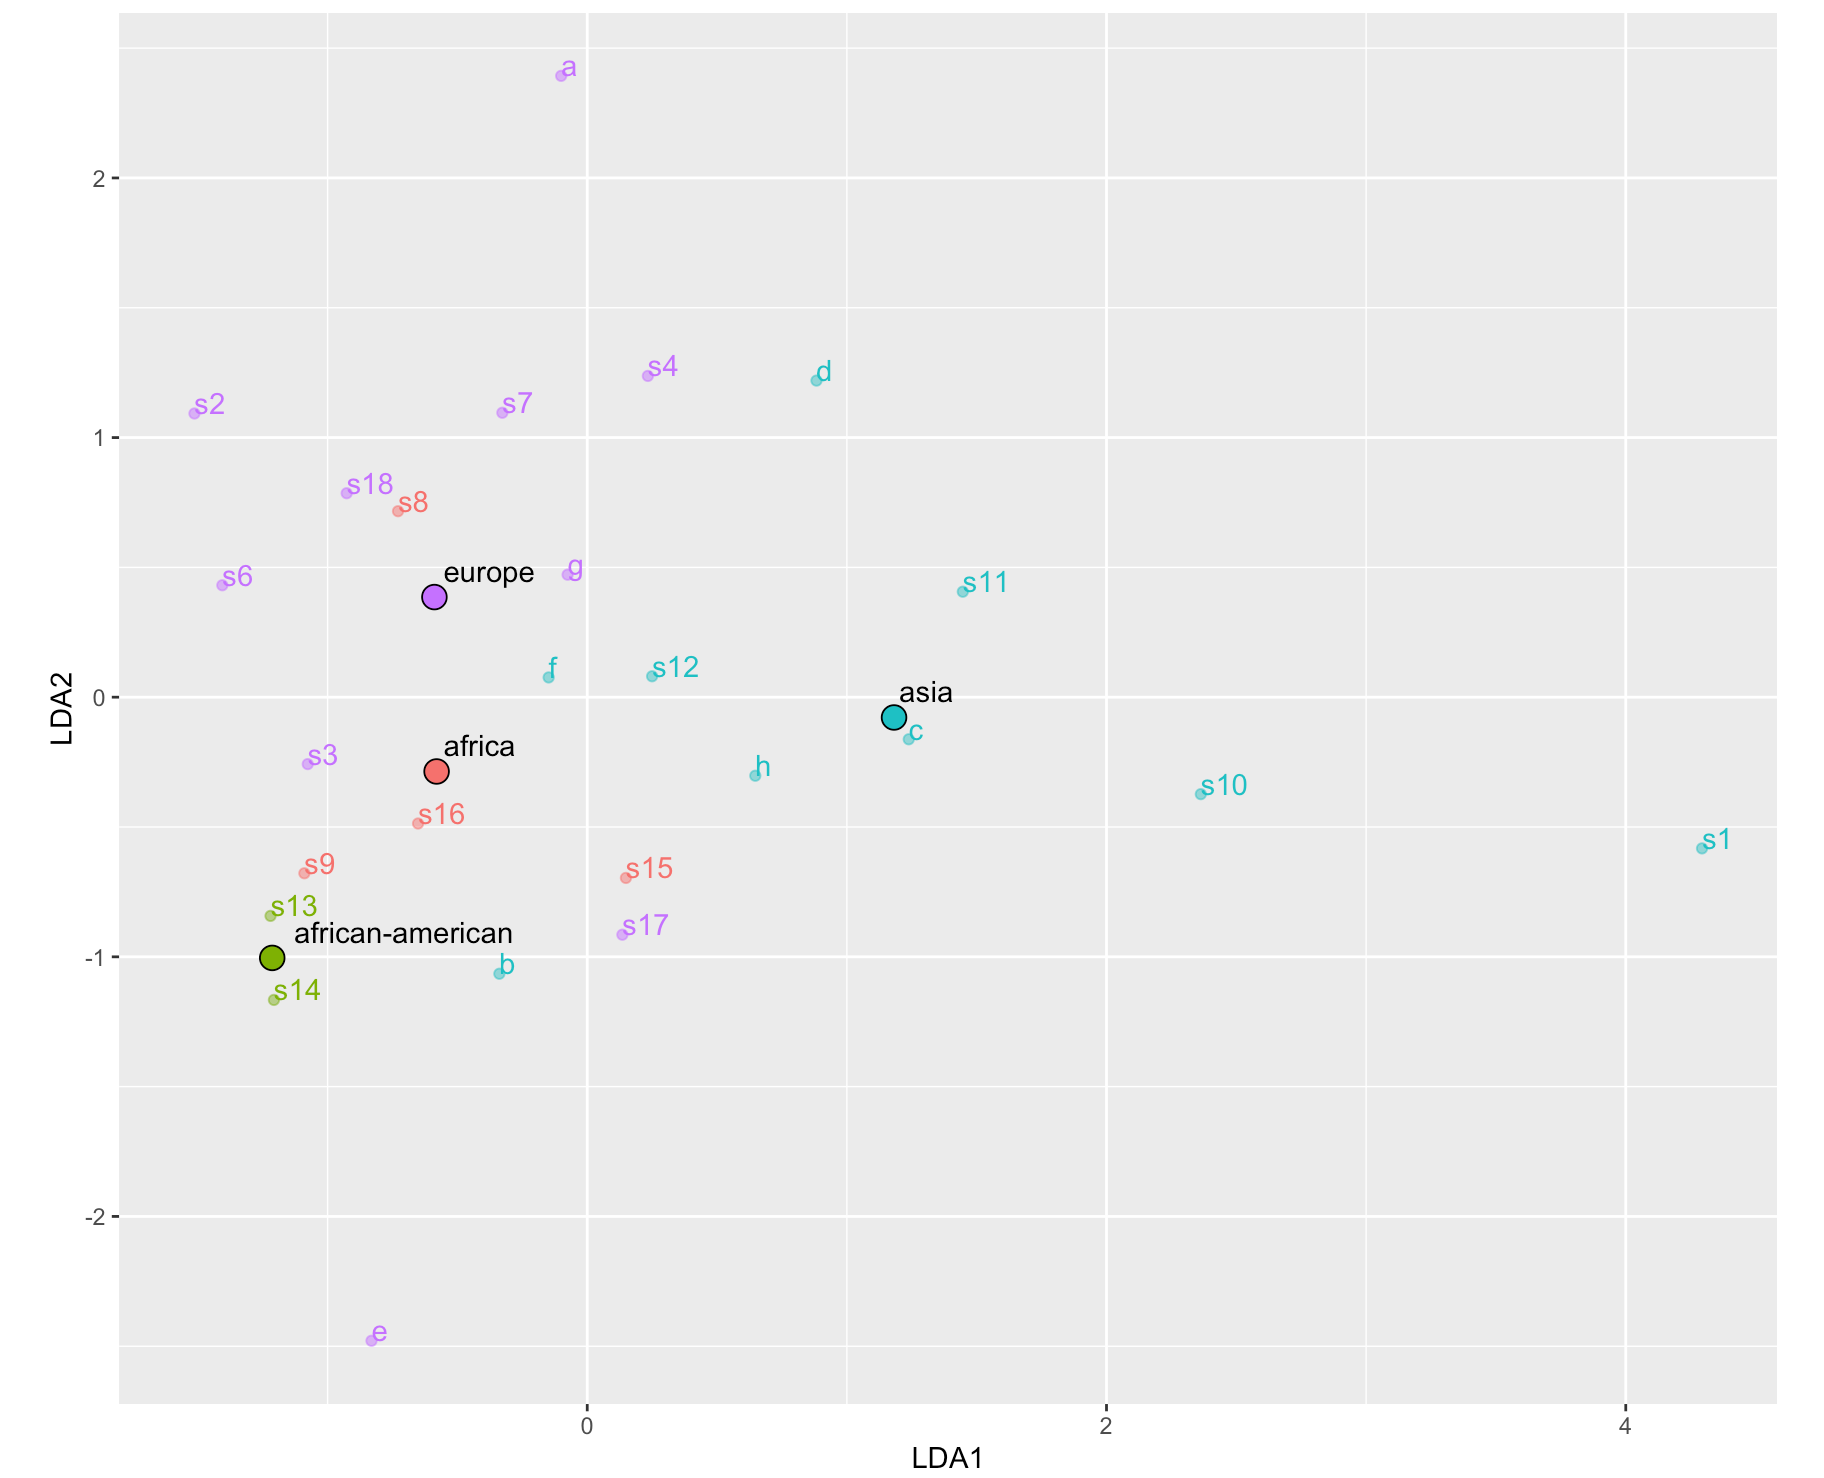 a
2
s4
d
s2
s7
1
s18
s8
europe
g
s6
s11
f
s12
asia
0
c
africa
s3
h
s10
s16
s1
s9
s15
s13
african-american
s17
-1
b
s14
-2
e
0
2
4
LDA1
LDA2